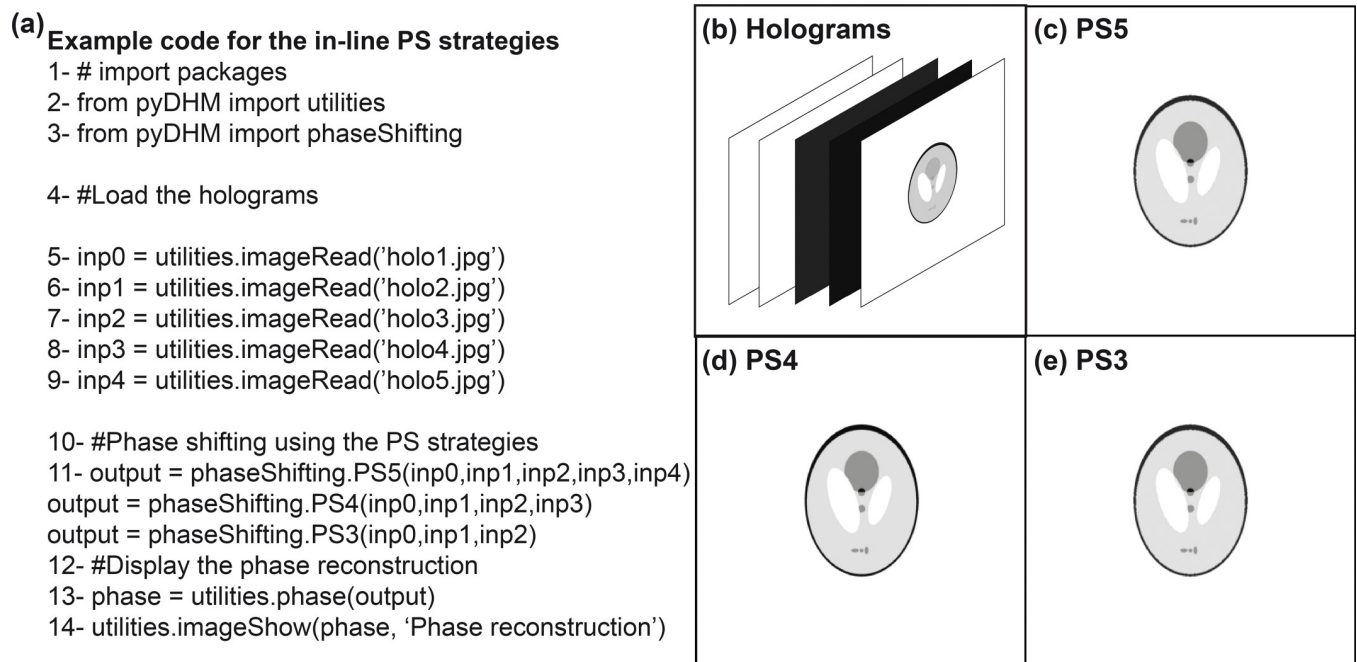 (a)
Example code for the in-line PS strategies
1- # import packages
2- from pyDHM import utilities
3- from pyDHM import phaseShifting
4- #Load the holograms
5- inp0 = utilities.imageRead(’holo1.jpg’)
6- inp1 = utilities.imageRead(’holo2.jpg’)
7- inp2 = utilities.imageRead(’holo3.jpg’)
8- inp3 = utilities.imageRead(’holo4.jpg’)
9- inp4 = utilities.imageRead(’holo5.jpg’)
10- #Phase shifting using the PS strategies
11- output = phaseShifting.PS5(inp0,inp1,inp2,inp3,inp4)
output = phaseShifting.PS4(inp0,inp1,inp2,inp3)
output = phaseShifting.PS3(inp0,inp1,inp2)
12- #Display the phase reconstruction
13- phase = utilities.phase(output)
14- utilities.imageShow(phase, ‘Phase reconstruction’)
(b) Holograms
(c) PS5
(d) PS4
(e) PS3